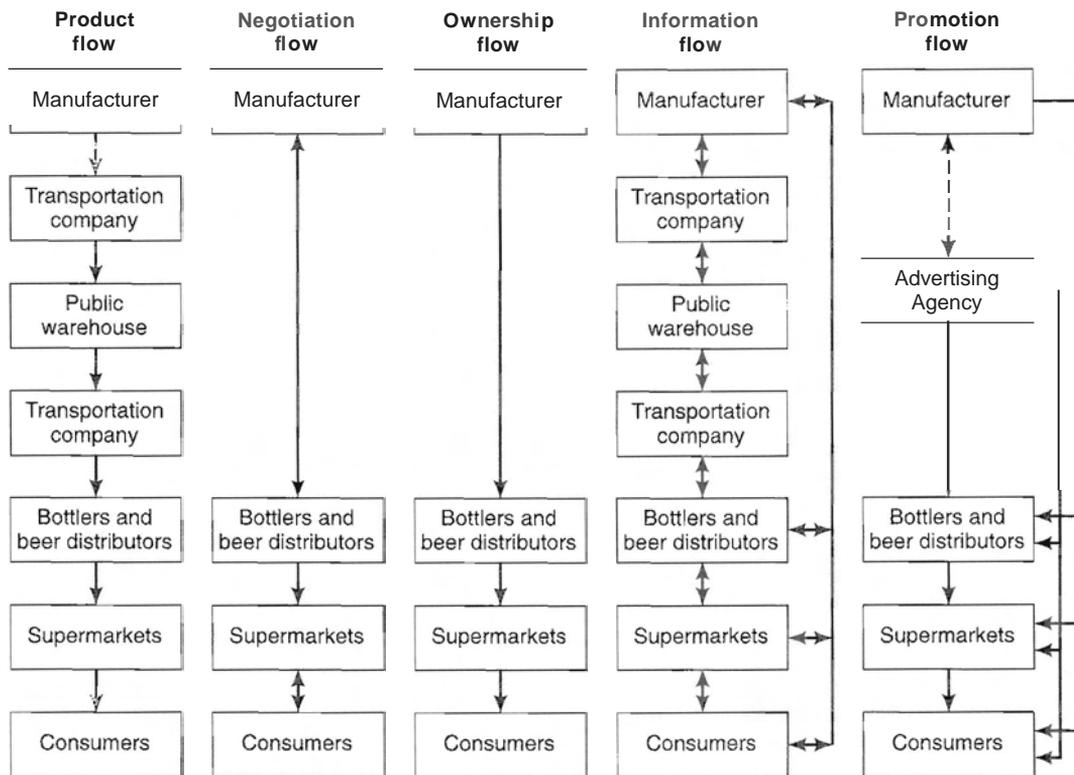 Product
flow
Manufacturer
Transportation
company
Public
warehouse
Transportation
company
Bottlers and
beer distributors
Supermarkets
Consumers
Negotiation
flow
Manufacturer
Bottlers and
beer distributors
Supermarkets
Consumers
Ownership
flow
Manufacturer
Bottlers and
beer distributors
Supermarkets
Consumers
Information
flow
Manufacturer
Transportation
company
Public
warehouse
Transportation
company
Bottlers and
beer distributors
Supermarkets
Consumers
Promotion
flow
Manufacturer
Advertising
Agency
Bottlers and
beer distributors
Supermarkets
Consumers